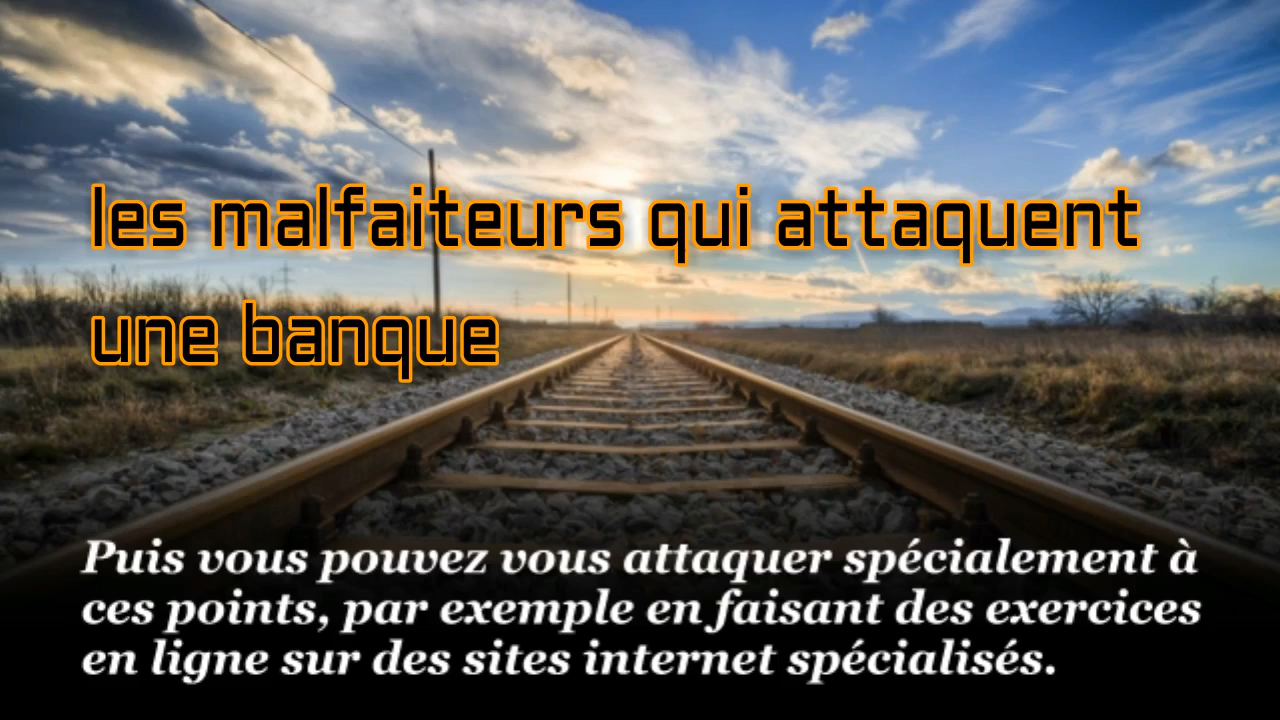 les malfaiteurs qui attaquent
une banque
Puis vous pouvez vous attaquer spécialement à
ces points, par exemple en faisant des exercices
en ligne sur des sites internet spécialisés.